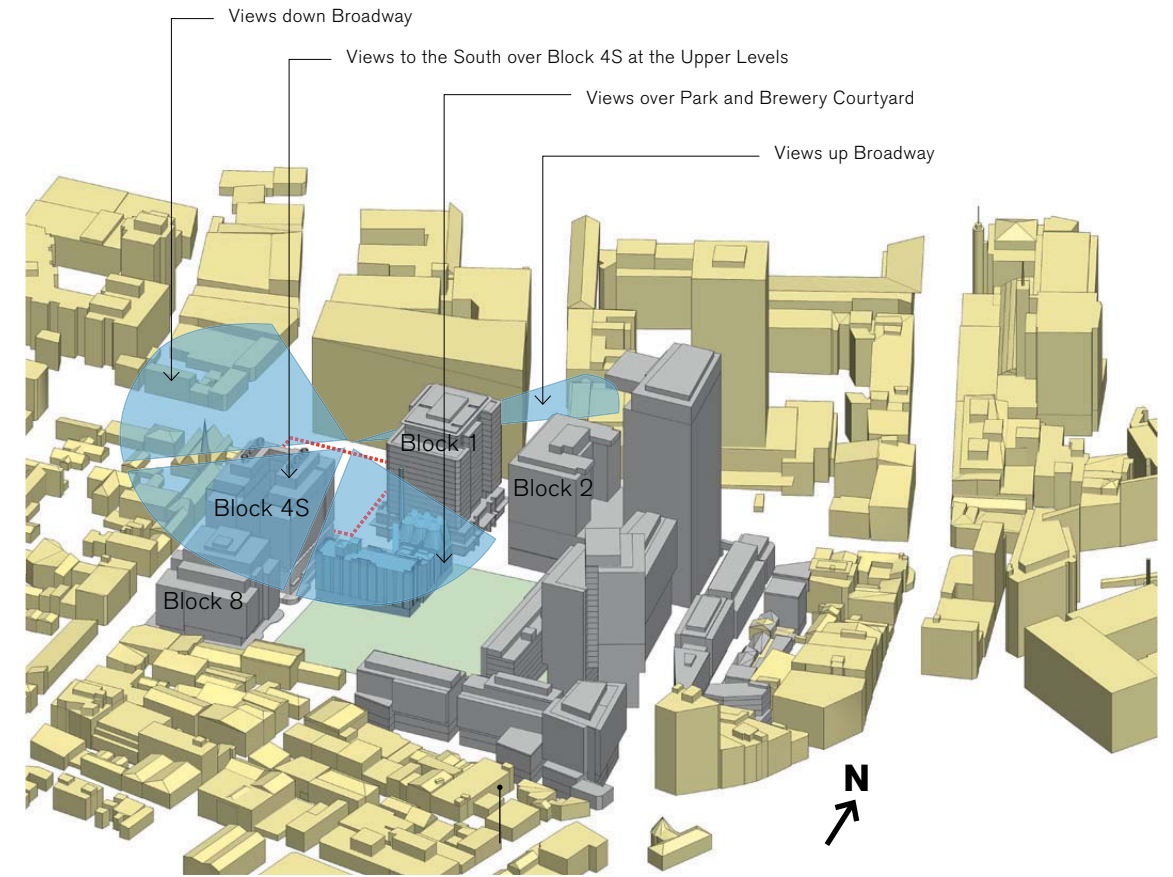 Views down Broadway
Views to the South over Block 4S at the Upper Levels
Views over Park and Brewery Courtyard
Views up Broadway
Block 1
Block 2
Block 4S
Block 8
N